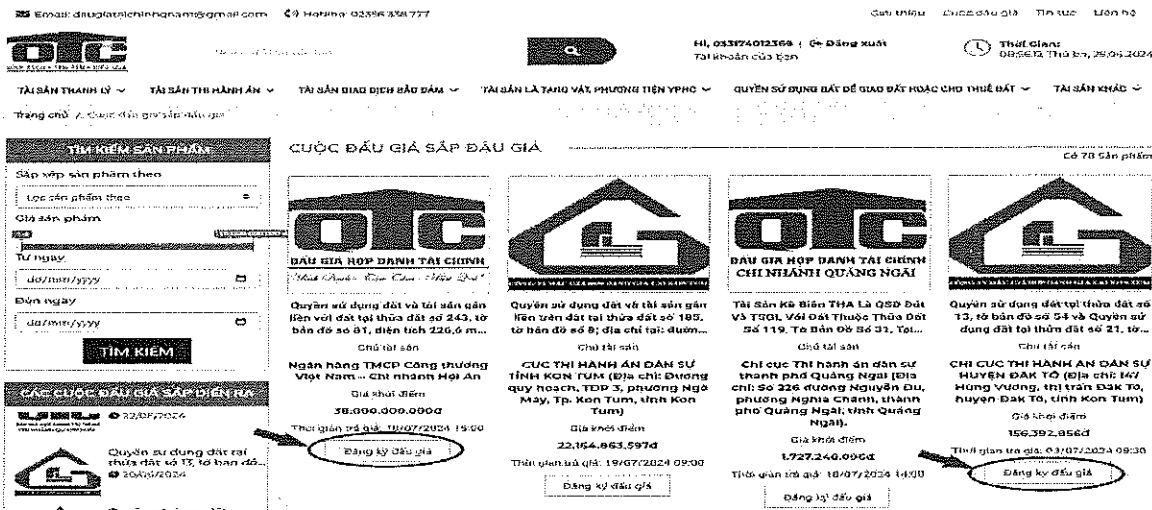 Email: daugiataichinhqnam@gmail.com
Hotline: 02356 338 777
Giới thiệu
Cuộc đấu giá
Tin tức
Liên hệ
OTC
Hi, 033174012368 | Đăng xuất
Tài khoản của bạn
Thời Gian:
Thứ ba, 25.06.2024
TÀI SẢN THANH LÝ
TÀI SẢN THI HÀNH ÁN
TÀI SẢN GIAO DỊCH BẢO ĐẢM
TÀI SẢN LÀ TANG VẬT, PHƯƠNG TIỆN VPHC
QUYỀN SỬ DỤNG ĐẤT ĐỂ GIAO ĐẤT HOẶC CHO THUÊ ĐẤT
TÀI SẢN KHÁC
Trang chủ / Cuộc đấu giá sắp đấu giá
TÌM KIẾM SẢN PHẨM
Sắp xếp sản phẩm theo
Lọc sản phẩm theo
Giá sản phẩm
Từ ngày
dd/mm/yyyy
Đến ngày
dd/mm/yyyy
TÌM KIẾM
CÁC CUỘC ĐẤU GIÁ SẮP DIỄN RA
Quyền sử dụng đất tại
thửa đất số 13, tờ bản đồ...
CUỘC ĐẤU GIÁ SẮP ĐẤU GIÁ
Có 78 Sản phẩm
OTC
ĐẤU GIÁ HỢP DANH TÀI CHÍNH
Quyền sử dụng đất và tài sản gắn
liền với đất tại thửa đất số 243, tờ
bản đồ số 81, diện tích 226,6 m...
Chủ tài sản
Ngân hàng TMCP Công thương
Việt Nam – Chi nhánh Hội An
Giá khởi điểm
38.000.000.000đ
Thời gian trả giá: 18/07/2024 15:00
Đăng ký đấu giá
Quyền sử dụng đất và tài sản gắn
liền trên đất tại thửa đất số 185,
tờ bản đồ số 8; địa chỉ tại: đườn...
Chủ tài sản
CỤC THI HÀNH ÁN DÂN SỰ
TỈNH KON TUM (Địa chỉ: Đường
quy hoạch, TDP 3, phường Ngô
Mây, Tp. Kon Tum, tỉnh Kon
Tum)
Giá khởi điểm
22.164.863.597đ
Thời gian trả giá: 19/07/2024 09:00
Đăng ký đấu giá
OTC
ĐẤU GIÁ HỢP DANH TÀI CHÍNH
CHI NHÁNH QUẢNG NGÃI
Tài Sản Kê Biên THA Là QSD Đất
Và TSGL Với Đất Thuộc Thửa Đất
Số 119, Tờ Bản Đồ Số 31, Tại...
Chủ tài sản
Chi cục Thi hành án dân sự
thành phố Quảng Ngãi (Địa
chỉ: Số 226 đường Nguyễn Du,
phường Nghĩa Chánh, thành
phố Quảng Ngãi, tỉnh Quảng
Ngãi).
Giá khởi điểm
1.727.240.096đ
Thời gian trả giá: 18/07/2024 14:00
Đăng ký đấu giá
Quyền sử dụng đất tại thửa đất số
13, tờ bản đồ số 54 và Quyền sử
dụng đất tại thửa đất số 21, tờ...
Chủ tài sản
CHI CỤC THI HÀNH ÁN DÂN SỰ
HUYỆN ĐĂK TÔ (Địa chỉ: 147
Hùng Vương, thị trấn Đăk Tô,
huyện Đăk Tô, tỉnh Kon Tum)
Giá khởi điểm
156.392.856đ
Thời gian trả giá: 03/07/2024 09:30
Đăng ký đấu giá